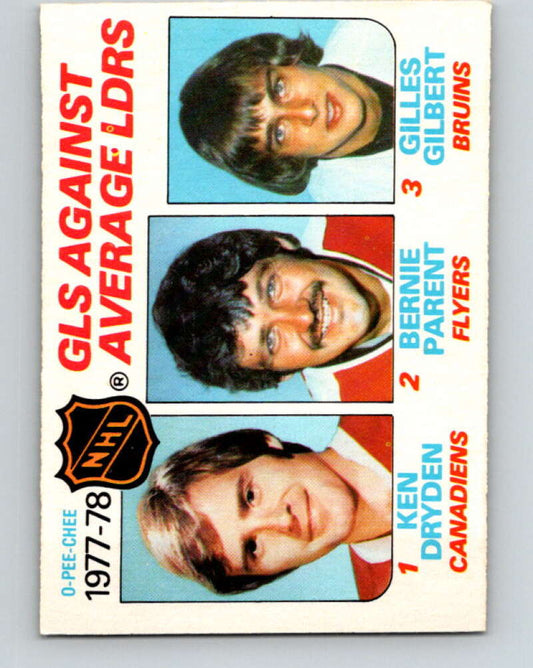 O-PEE-CHEE
1977-78
NHL
®
GLS AGAINST
AVERAGE LDRS
1 KEN
DRYDEN
CANADIENS
2 BERNIE
PARENT
FLYERS
3 GILLES
GILBERT
BRUINS